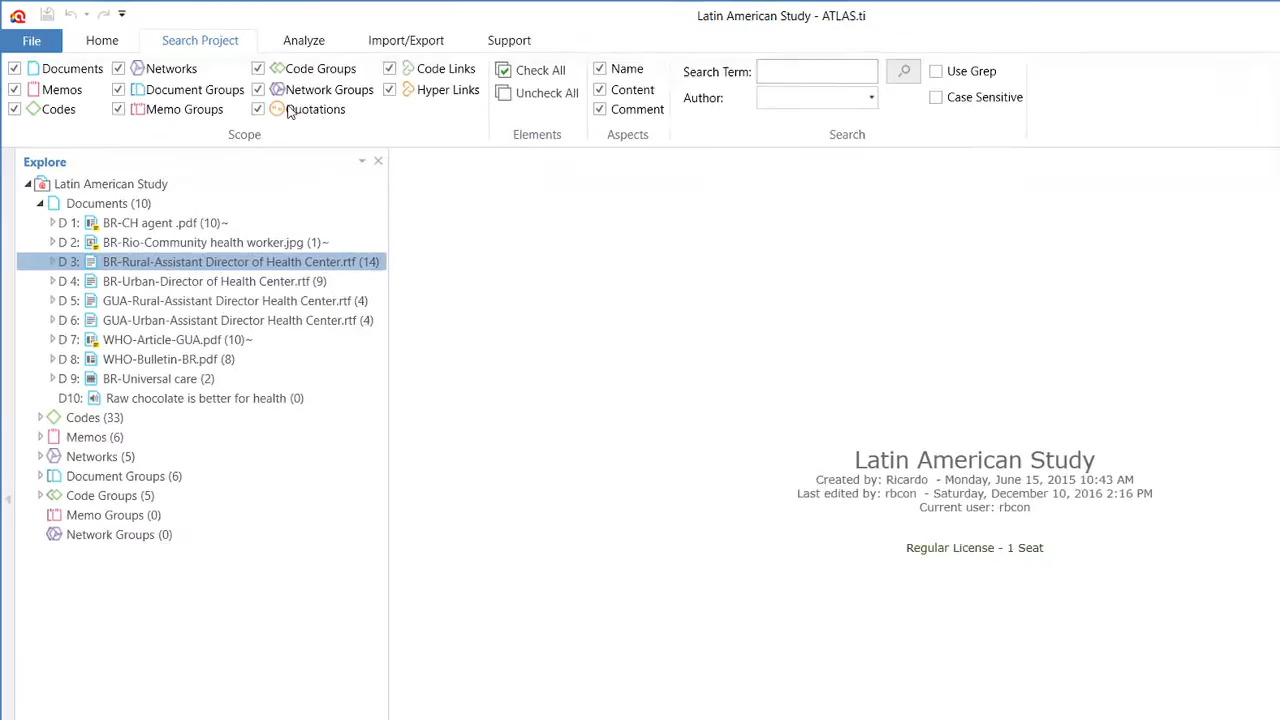 Latin American Study - ATLAS.ti
File Home Search Project Analyze Import/Export Support
Documents Networks Code Groups Code Links Check All Name Search Term: Use Grep
Memos Document Groups Network Groups Hyper Links Uncheck All Content Author: Case Sensitive
Codes Memo Groups Quotations Comment
Scope Elements Aspects Search
Explore
Latin American Study
Documents (10)
D 1: BR-CH agent .pdf (10)~
D 2: BR-Rio-Community health worker.jpg (1)~
D 3: BR-Rural-Assistant Director of Health Center.rtf (14)
D 4: BR-Urban-Director of Health Center.rtf (9)
D 5: GUA-Rural-Assistant Director Health Center.rtf (4)
D 6: GUA-Urban-Assistant Director Health Center.rtf (4)
D 7: WHO-Article-GUA.pdf (10)~
D 8: WHO-Bulletin-BR.pdf (8)
D 9: BR-Universal care (2)
D10: Raw chocolate is better for health (0)
Codes (33)
Memos (6)
Networks (5)
Document Groups (6)
Code Groups (5)
Memo Groups (0)
Network Groups (0)
Latin American Study
Created by: Ricardo - Monday, June 15, 2015 10:43 AM
Last edited by: rbcon - Saturday, December 10, 2016 2:16 PM
Current user: rbcon
Regular License - 1 Seat